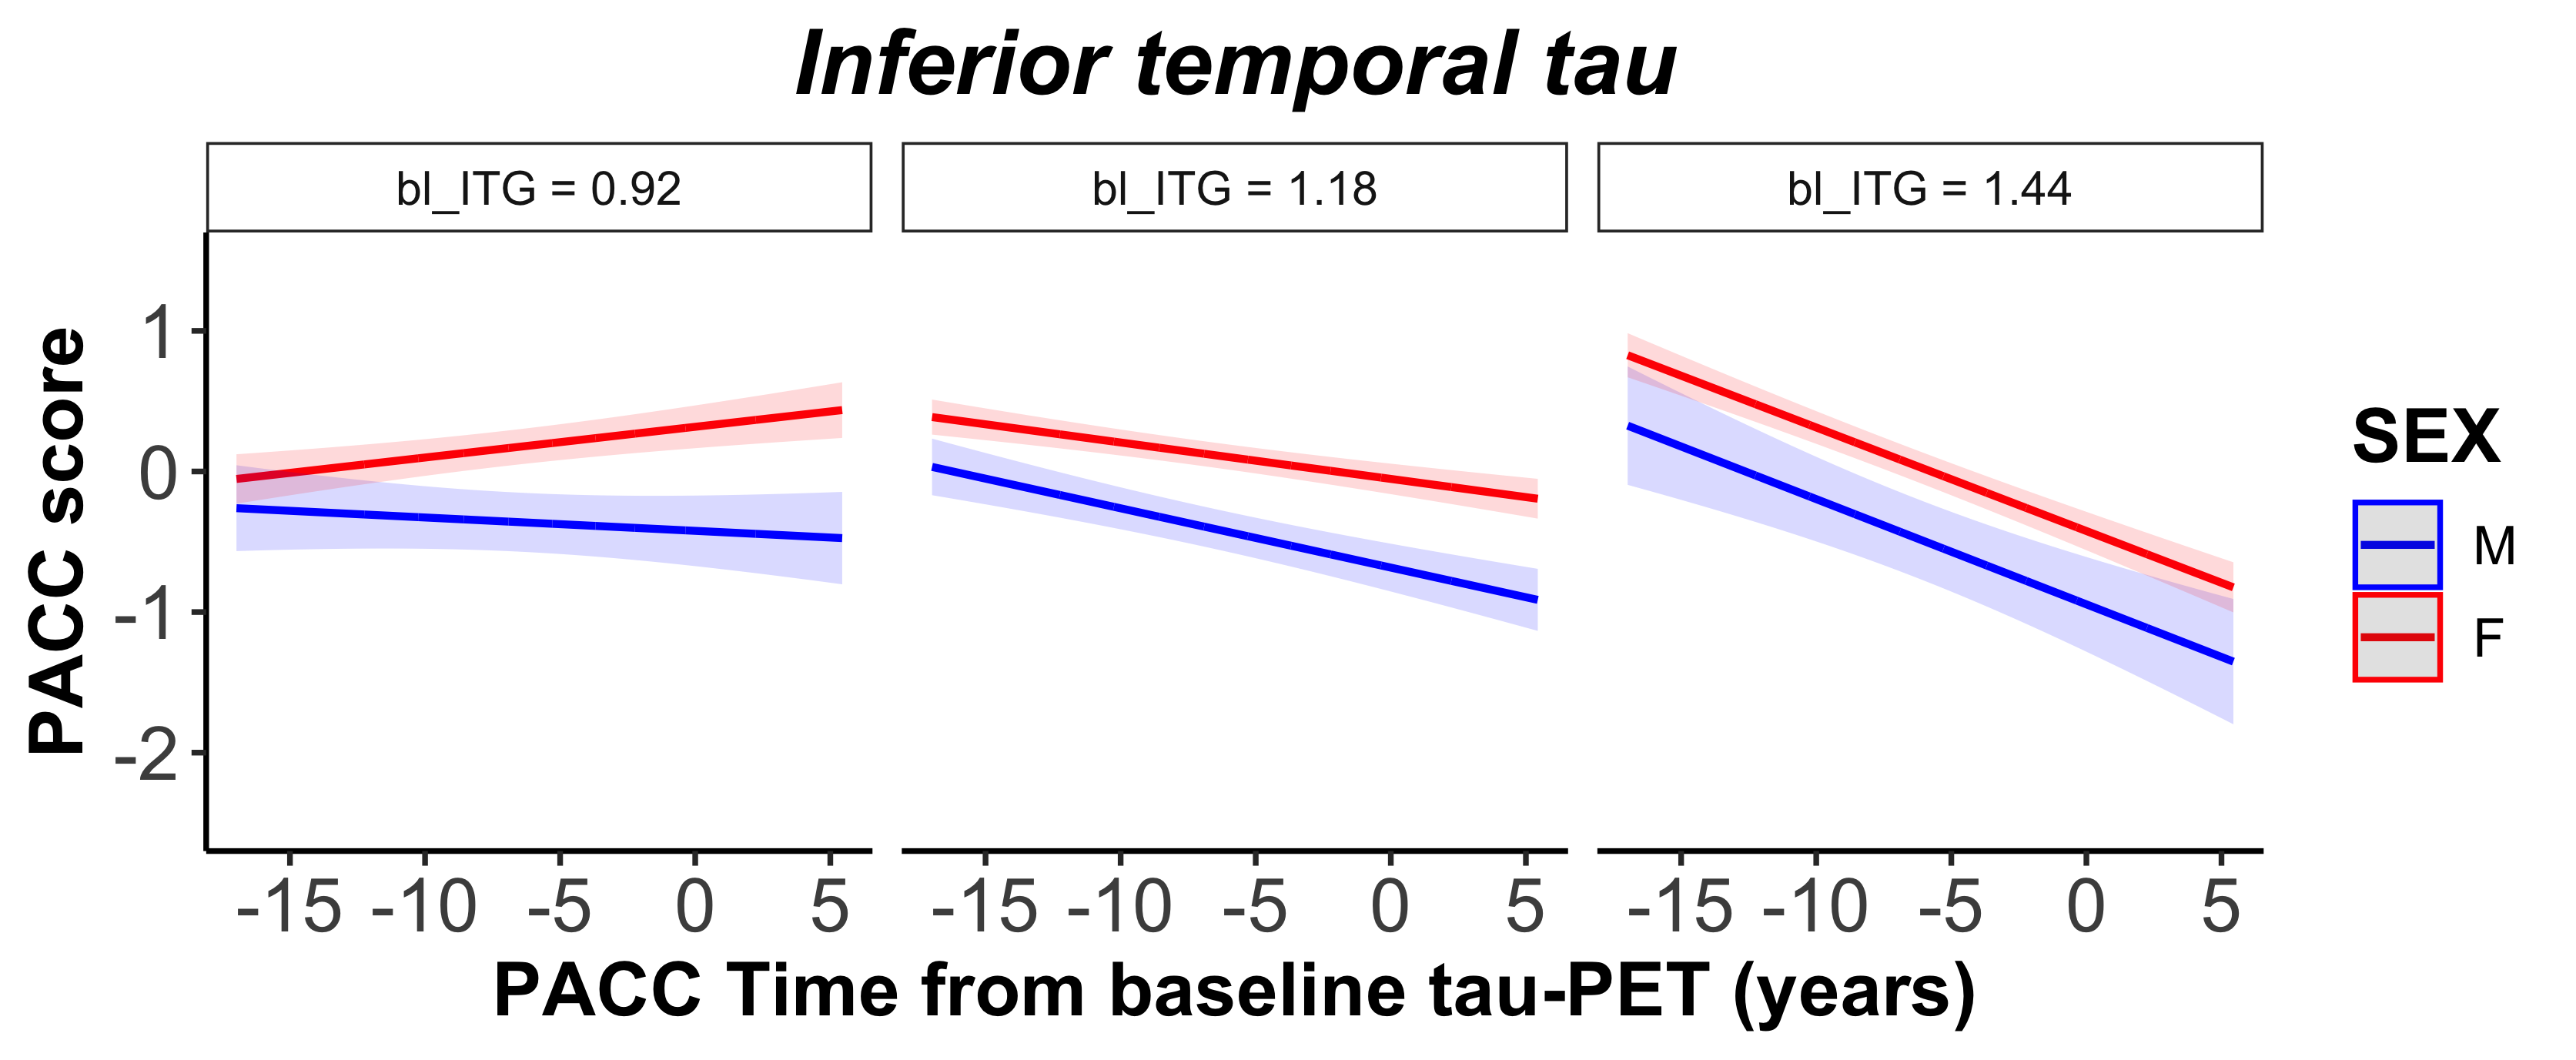 Inferior temporal tau
bl_ITG = 0.92
bl_ITG = 1.18
bl_ITG = 1.44
PACC score
1
0
-1
-2
-15 -10 -5 0 5
-15 -10 -5 0 5
-15 -10 -5 0 5
PACC Time from baseline tau-PET (years)
SEX
M
F